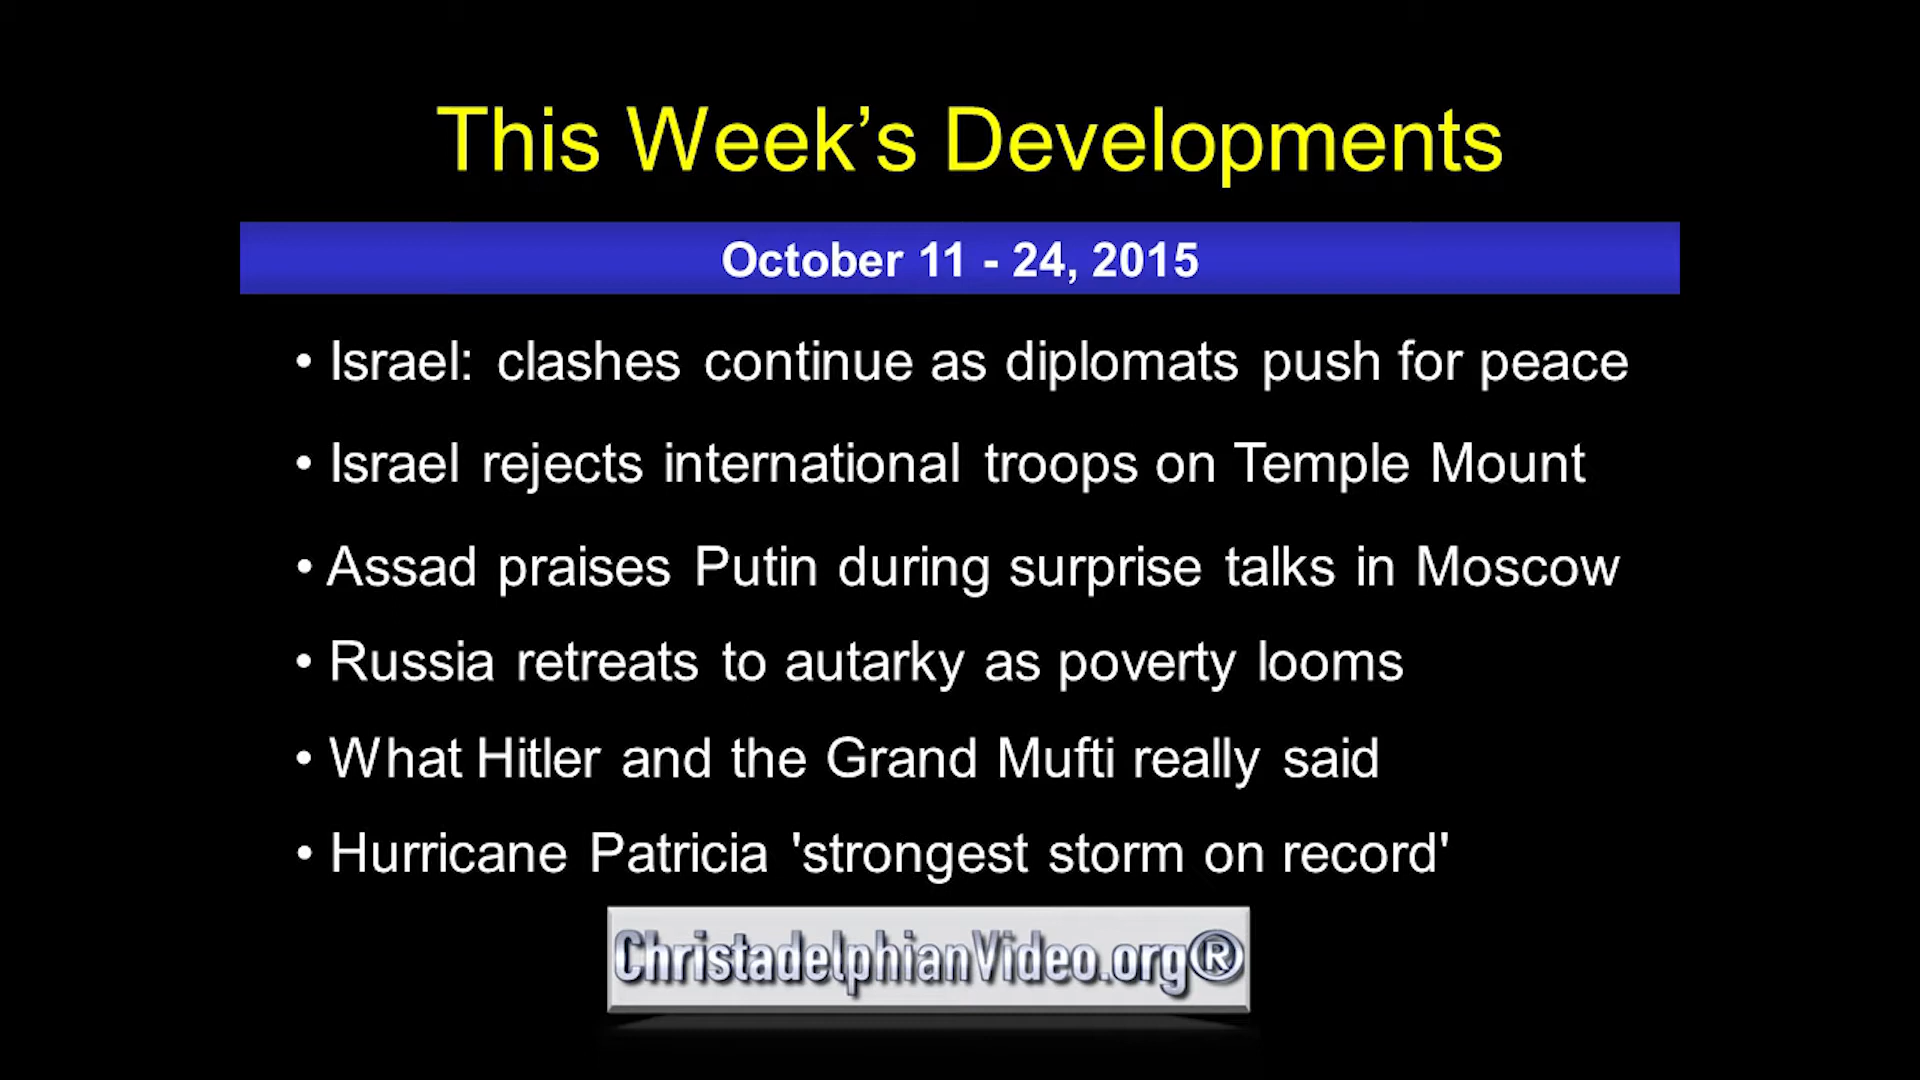 This Week’s Developments
October 11 - 24, 2015
• Israel: clashes continue as diplomats push for peace
• Israel rejects international troops on Temple Mount
• Assad praises Putin during surprise talks in Moscow
• Russia retreats to autarky as poverty looms
• What Hitler and the Grand Mufti really said
• Hurricane Patricia 'strongest storm on record'
ChristadelphianVideo.org®